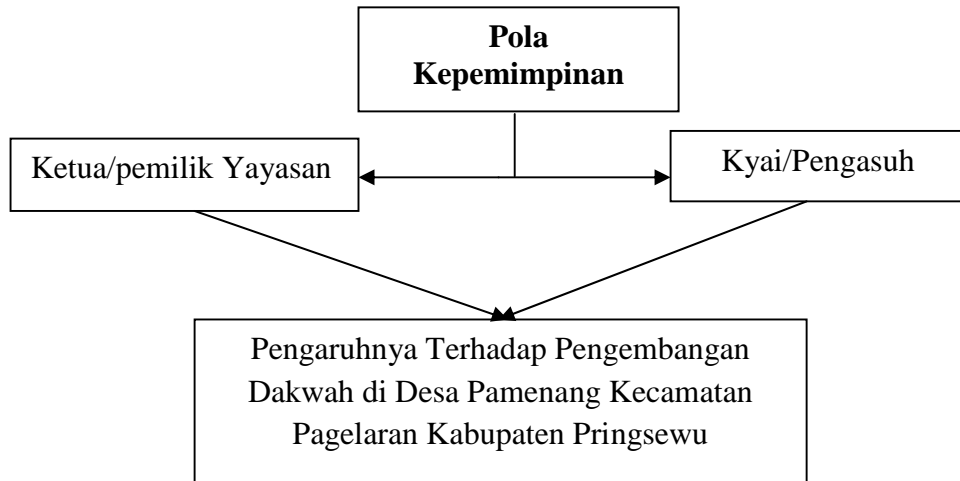 Pola
Kepemimpinan
Ketua/pemilik Yayasan
Kyai/Pengasuh
Pengaruhnya Terhadap Pengembangan
Dakwah di Desa Pamenang Kecamatan
Pagelaran Kabupaten Pringsewu